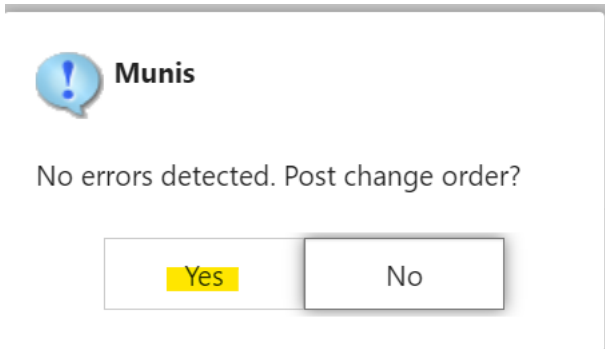 Munis
No errors detected. Post change order?
Yes
No